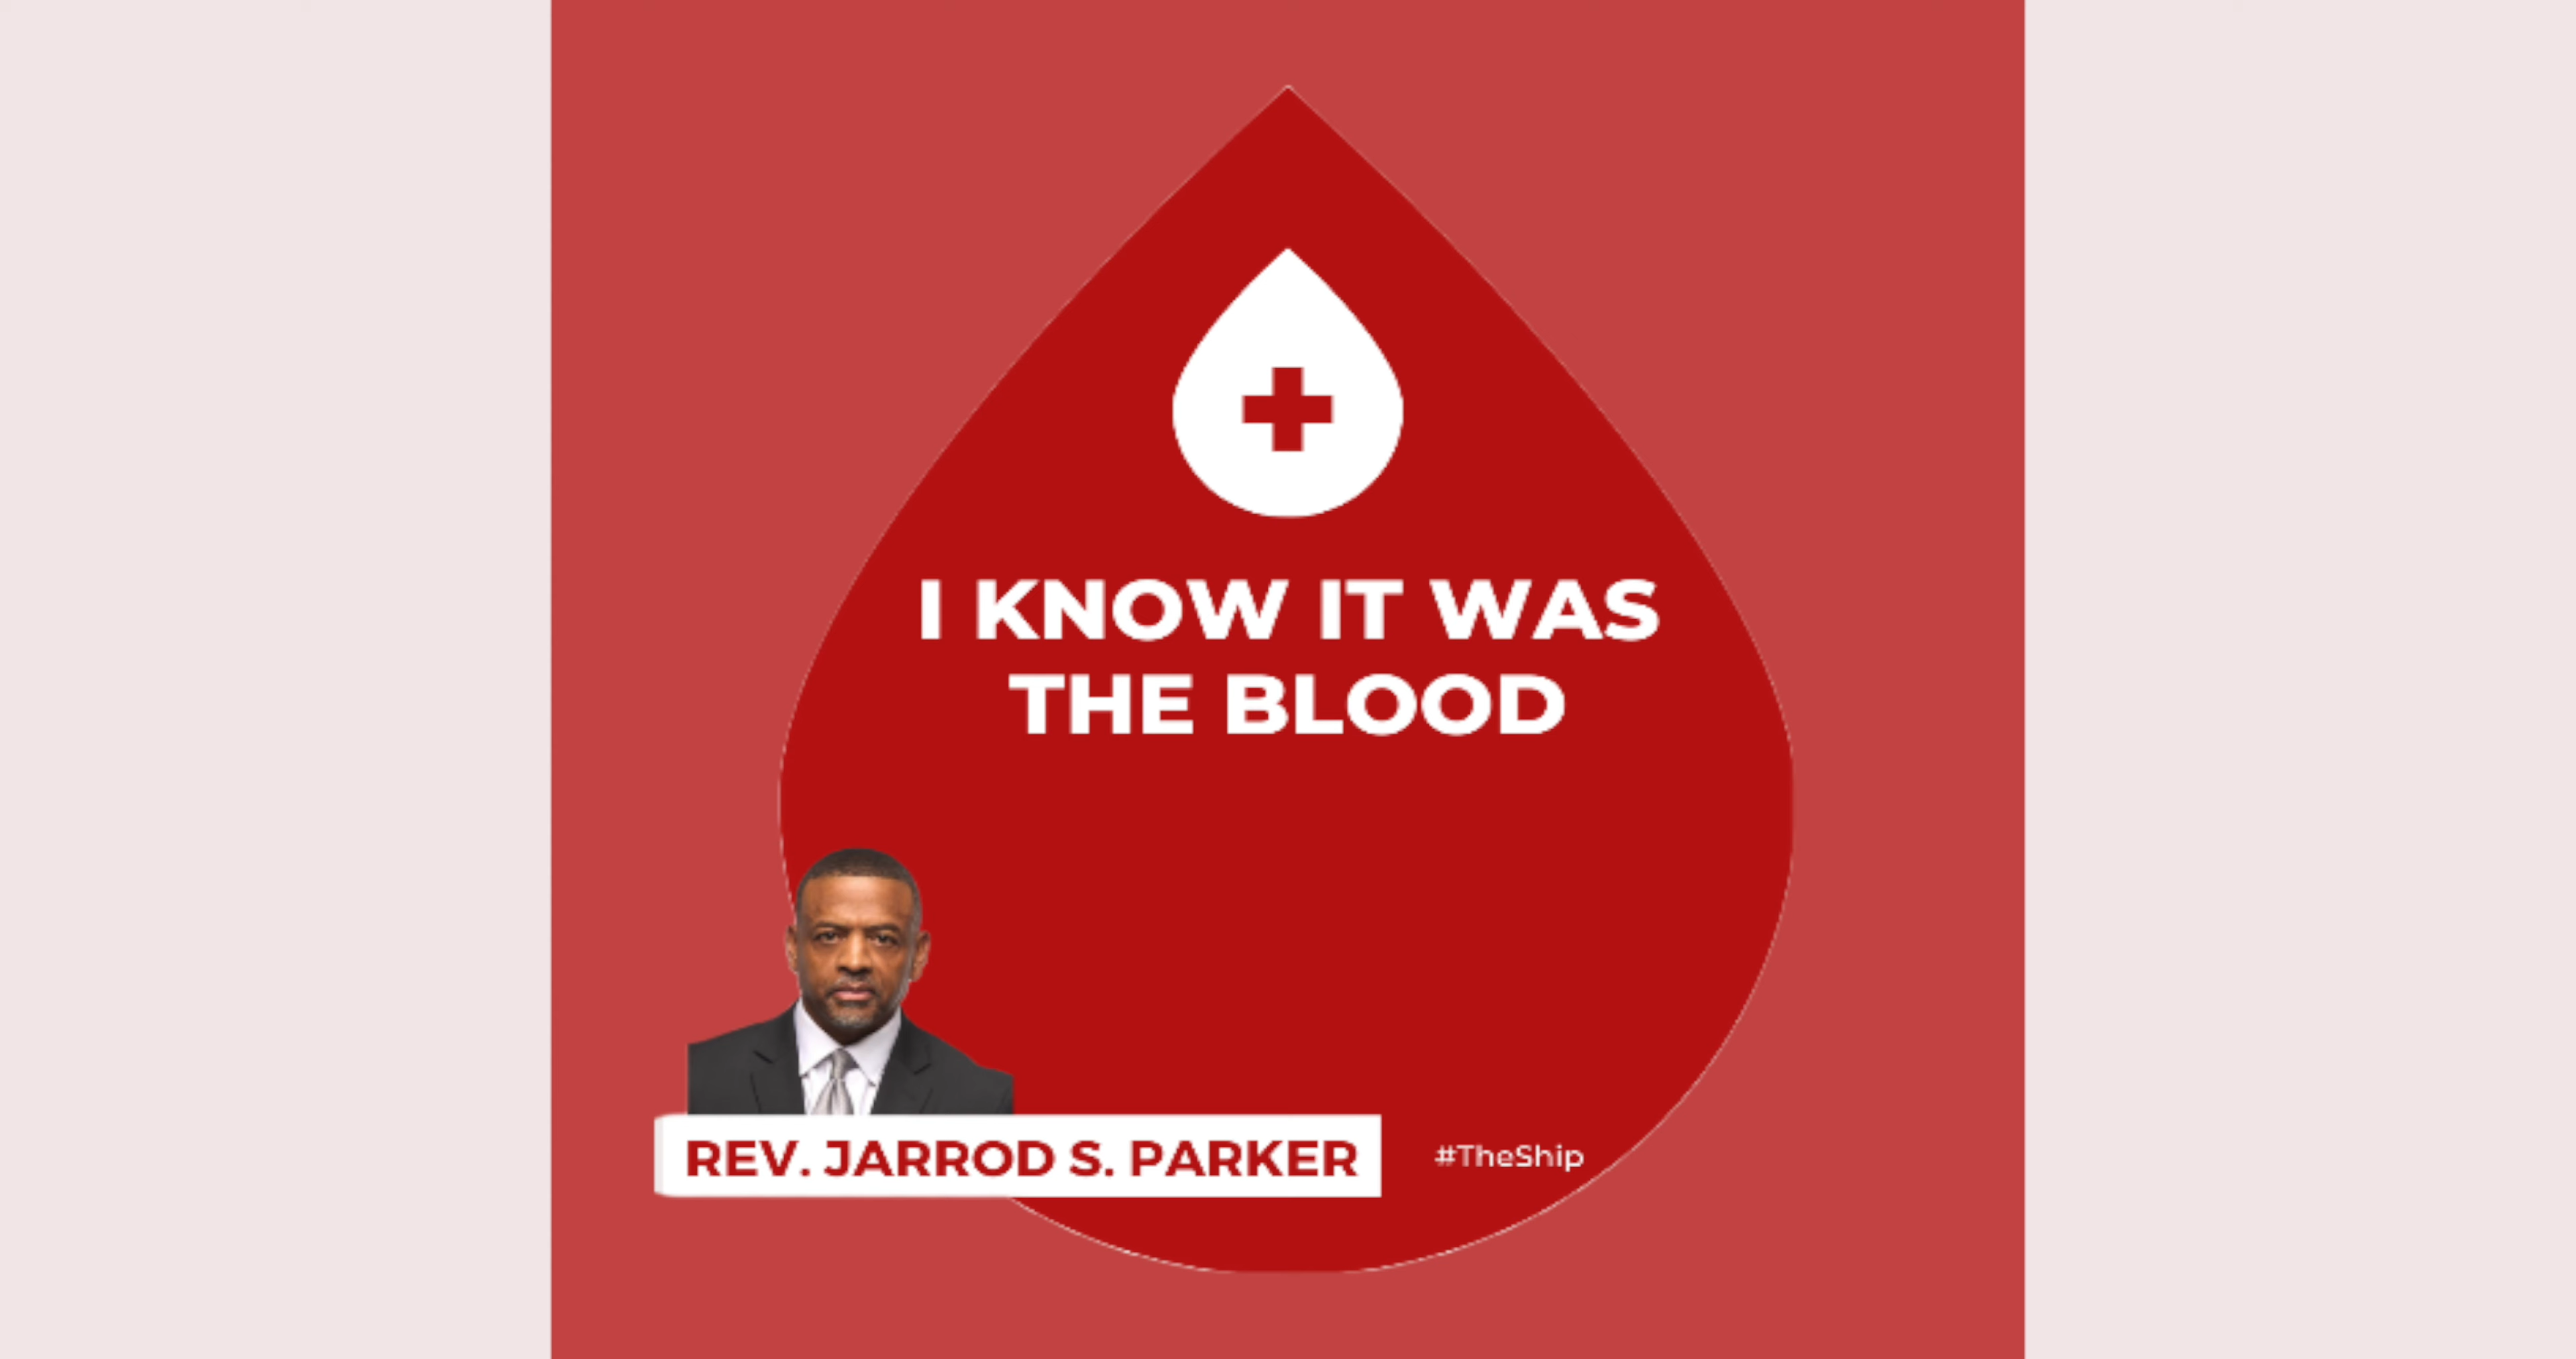 I KNOW IT WAS
THE BLOOD
REV. JARROD S. PARKER
#TheShip